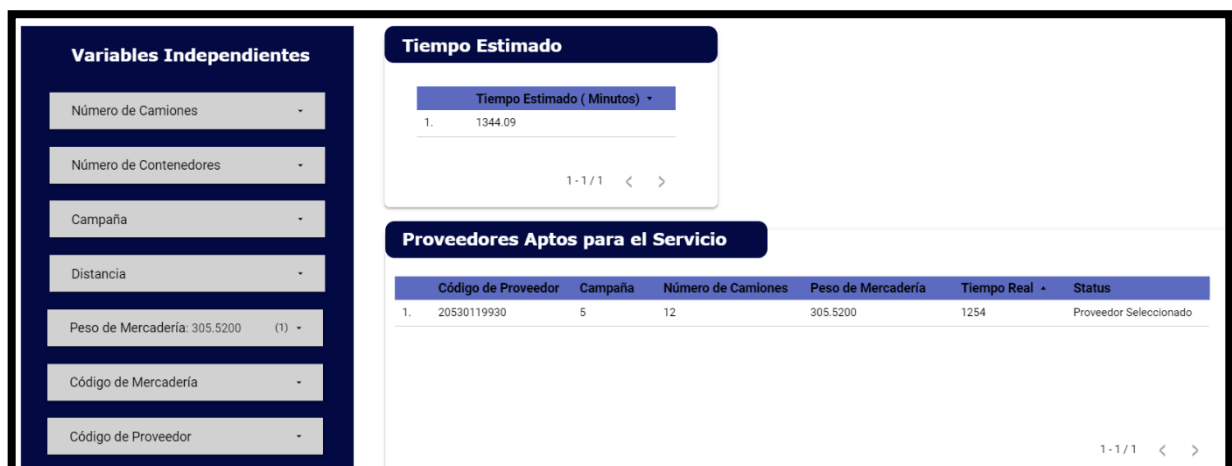 Variables Independientes
Número de Camiones
Número de Contenedores
Campaña
Distancia
Peso de Mercadería: 305.5200 (1)
Código de Mercadería
Código de Proveedor
Tiempo Estimado
Tiempo Estimado ( Minutos)
1. 1344.09
1 - 1 / 1 < >
Proveedores Aptos para el Servicio
Código de Proveedor Campaña Número de Camiones Peso de Mercadería Tiempo Real Status
1. 20530119930 5 12 305.5200 1254 Proveedor Seleccionado
1 - 1 / 1 < >